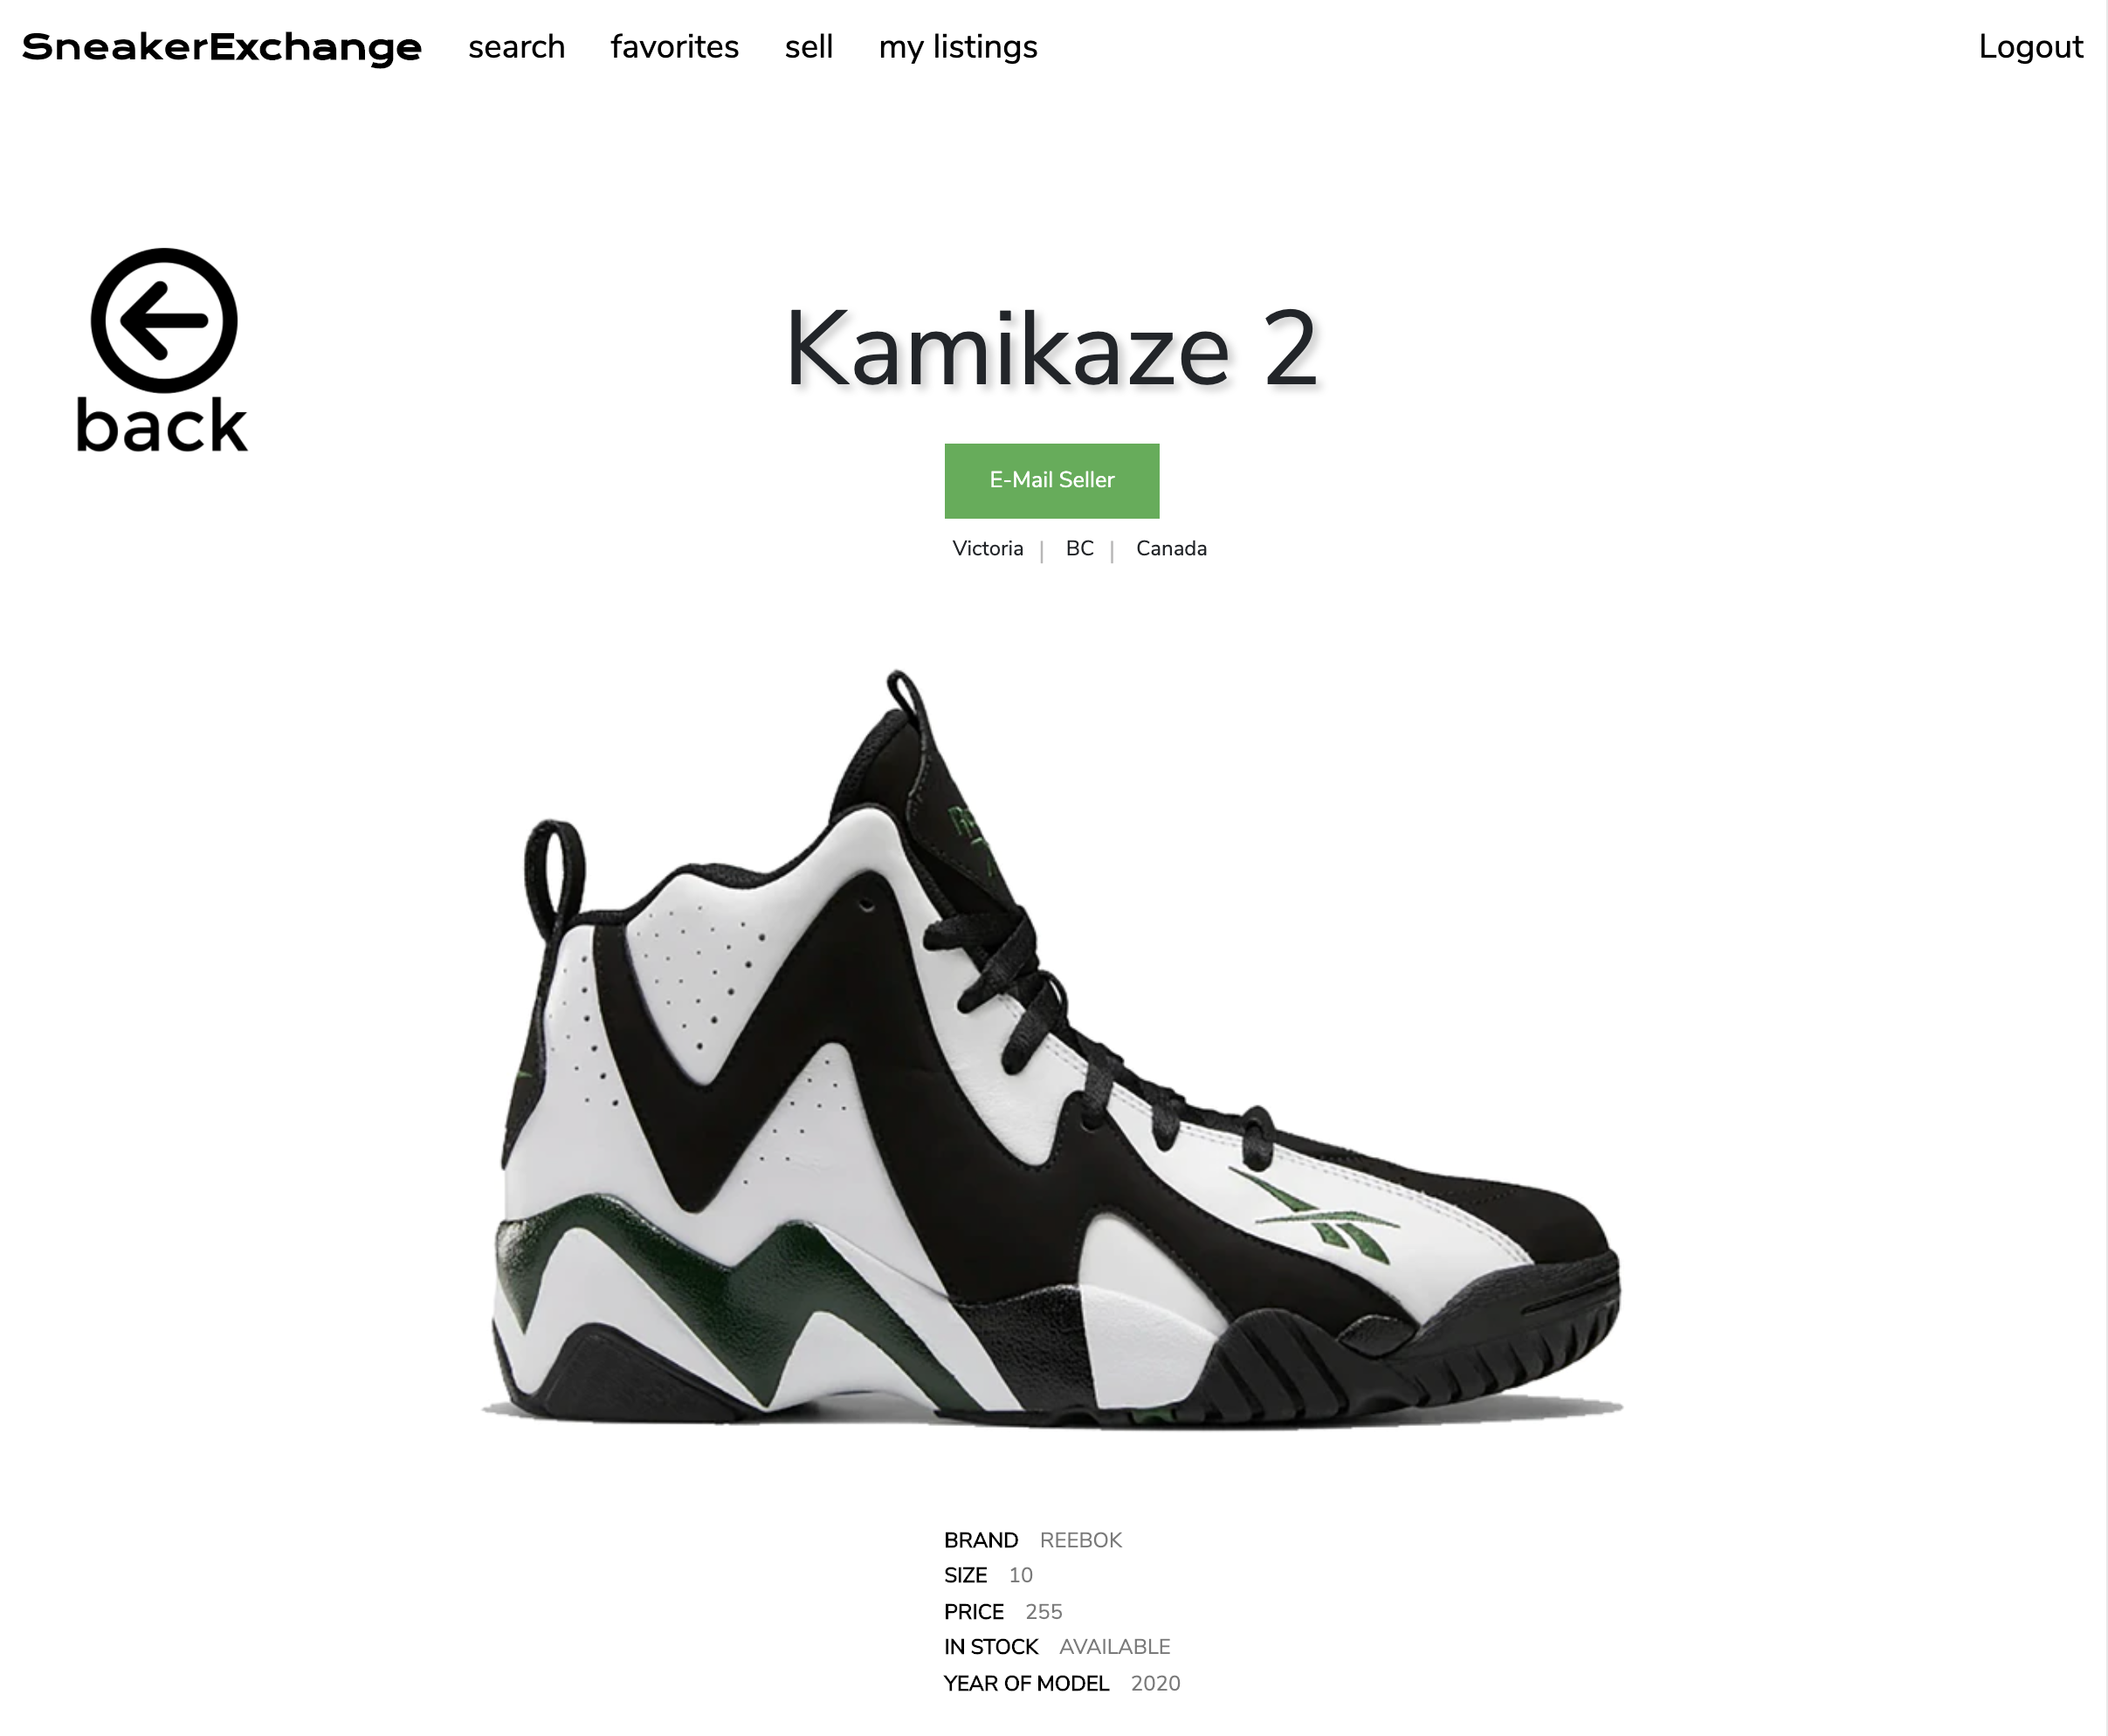 SneakerExchange search favorites sell my listings Logout
back
Kamikaze 2
E-Mail Seller
Victoria | BC | Canada
BRAND REEBOK
SIZE 10
PRICE 255
IN STOCK AVAILABLE
YEAR OF MODEL 2020